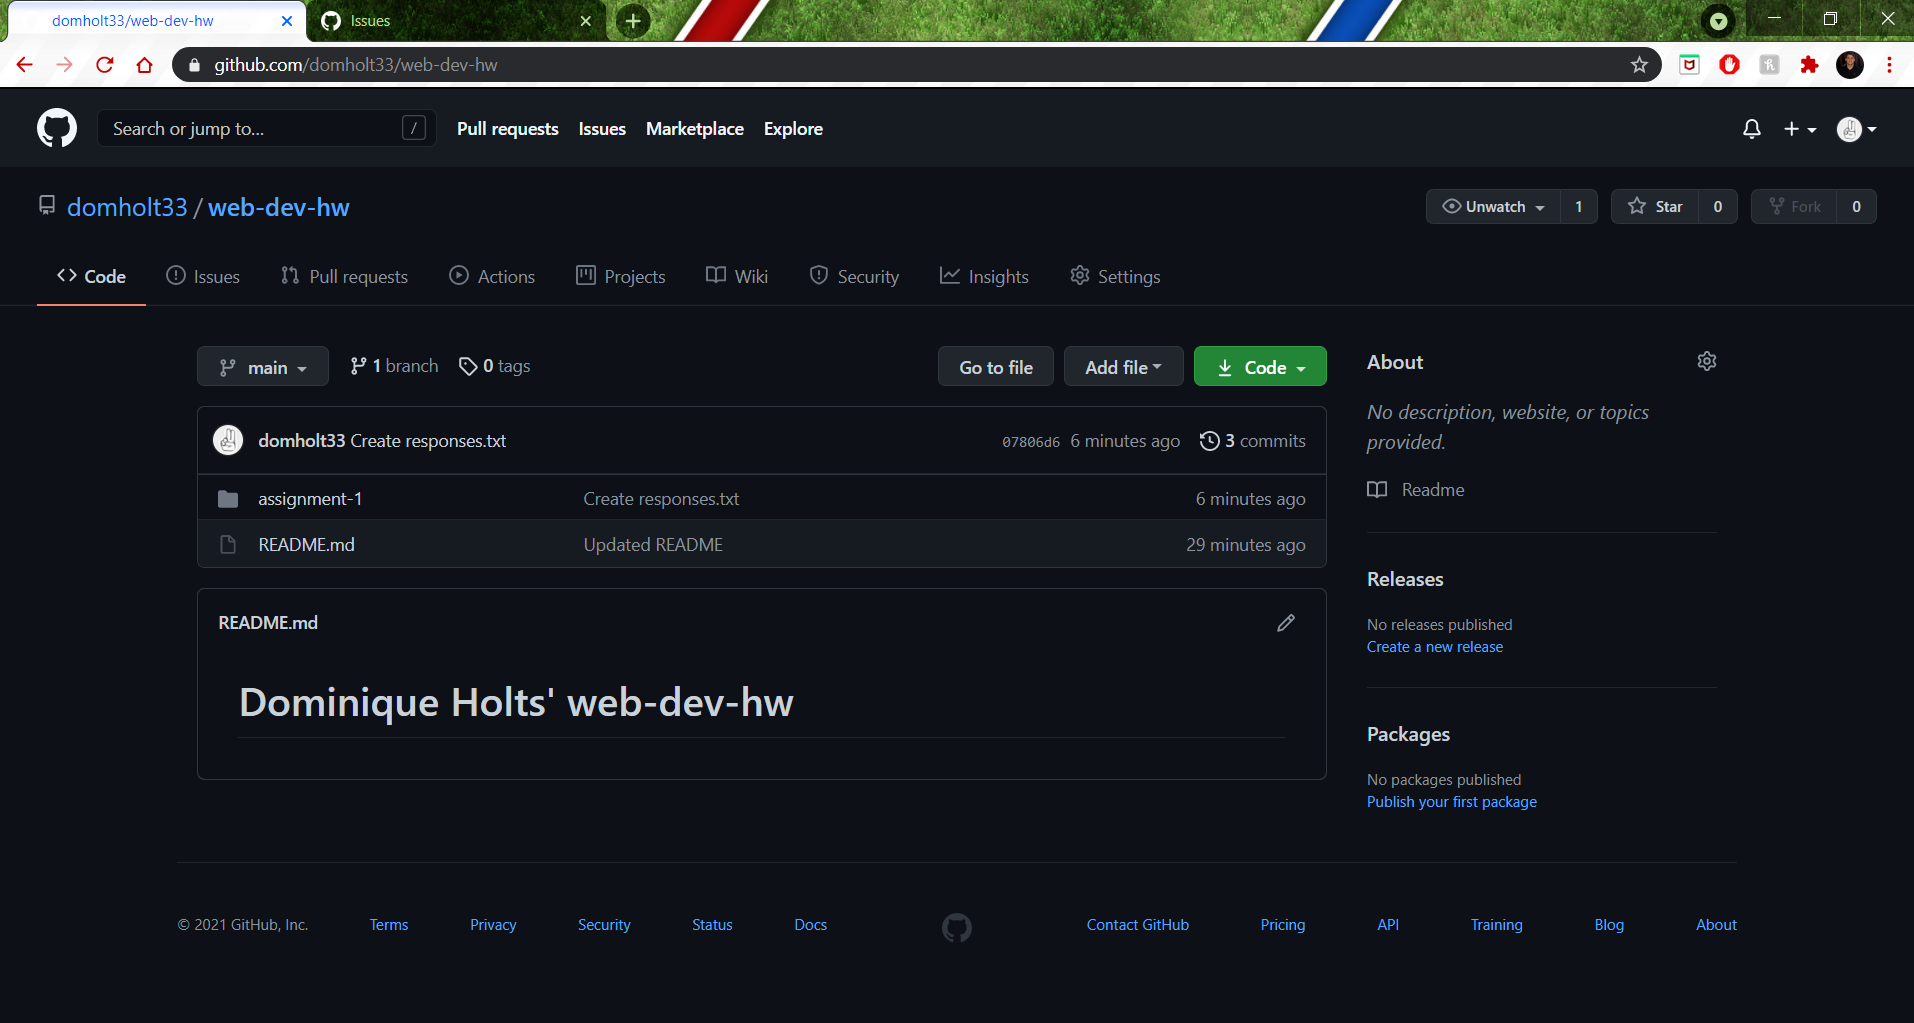 domholt33/web-dev-hw
Issues
github.com/domholt33/web-dev-hw
Search or jump to... /
Pull requests Issues Marketplace Explore
domholt33 / web-dev-hw
Unwatch 1 Star 0 Fork 0
Code Issues Pull requests Actions Projects Wiki Security Insights Settings
main 1 branch 0 tags Go to file Add file Code
domholt33 Create responses.txt 07806d6 6 minutes ago 3 commits
assignment-1 Create responses.txt 6 minutes ago
README.md Updated README 29 minutes ago
README.md
Dominique Holts' web-dev-hw
About
No description, website, or topics
provided.
Readme
Releases
No releases published
Create a new release
Packages
No packages published
Publish your first package
© 2021 GitHub, Inc. Terms Privacy Security Status Docs Contact GitHub Pricing API Training Blog About